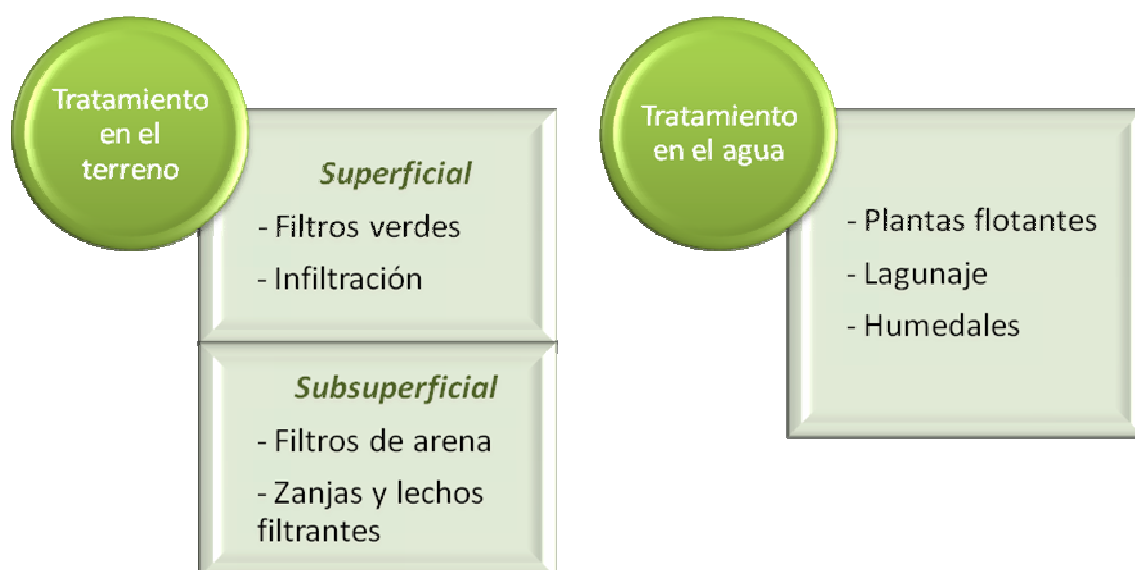 Tratamiento
en el
terreno
Superficial
- Filtros verdes
- Infiltración
Subsuperficial
- Filtros de arena
- Zanjas y lechos
filtrantes
Tratamiento
en el agua
- Plantas flotantes
- Lagunaje
- Humedales